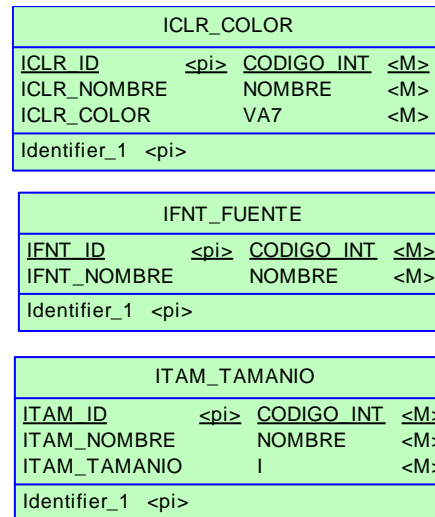 ICLR_COLOR
ICLR_ID <pi> CODIGO_INT <M>
ICLR_NOMBRE NOMBRE <M>
ICLR_COLOR VA7 <M>
Identifier_1 <pi>
IFNT_FUENTE
IFNT_ID <pi> CODIGO_INT <M>
IFNT_NOMBRE NOMBRE <M>
Identifier_1 <pi>
ITAM_TAMANIO
ITAM_ID <pi> CODIGO_INT <M>
ITAM_NOMBRE NOMBRE <M>
ITAM_TAMANIO I <M>
Identifier_1 <pi>